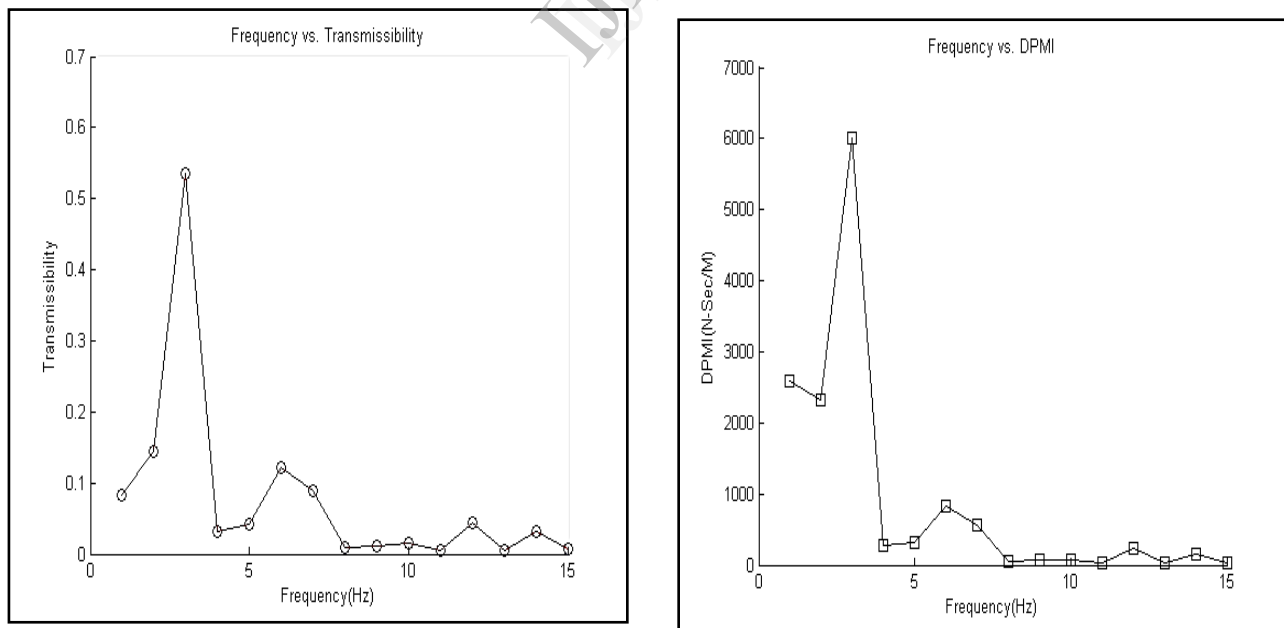 Frequency vs. Transmissibility
0.7
0.6
0.5
0.4
0.3
0.2
0.1
0
Transmissibility
0 5 10 15
Frequency(Hz)
Frequency vs. DPMI
7000
6000
5000
4000
3000
2000
1000
0
DPMI(N-Sec/M)
0 5 10 15
Frequency(Hz)